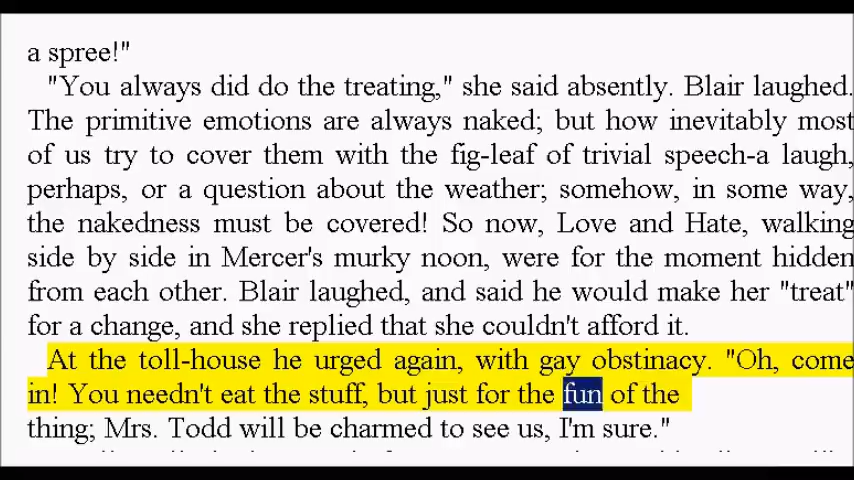 a spree!"
"You always did do the treating," she said absently. Blair laughed.
The primitive emotions are always naked; but how inevitably most
of us try to cover them with the fig-leaf of trivial speech-a laugh,
perhaps, or a question about the weather; somehow, in some way,
the nakedness must be covered! So now, Love and Hate, walking
side by side in Mercer's murky noon, were for the moment hidden
from each other. Blair laughed, and said he would make her "treat"
for a change, and she replied that she couldn't afford it.
At the toll-house he urged again, with gay obstinacy. "Oh, come
in! You needn't eat the stuff, but just for the fun of the
thing; Mrs. Todd will be charmed to see us, I'm sure."